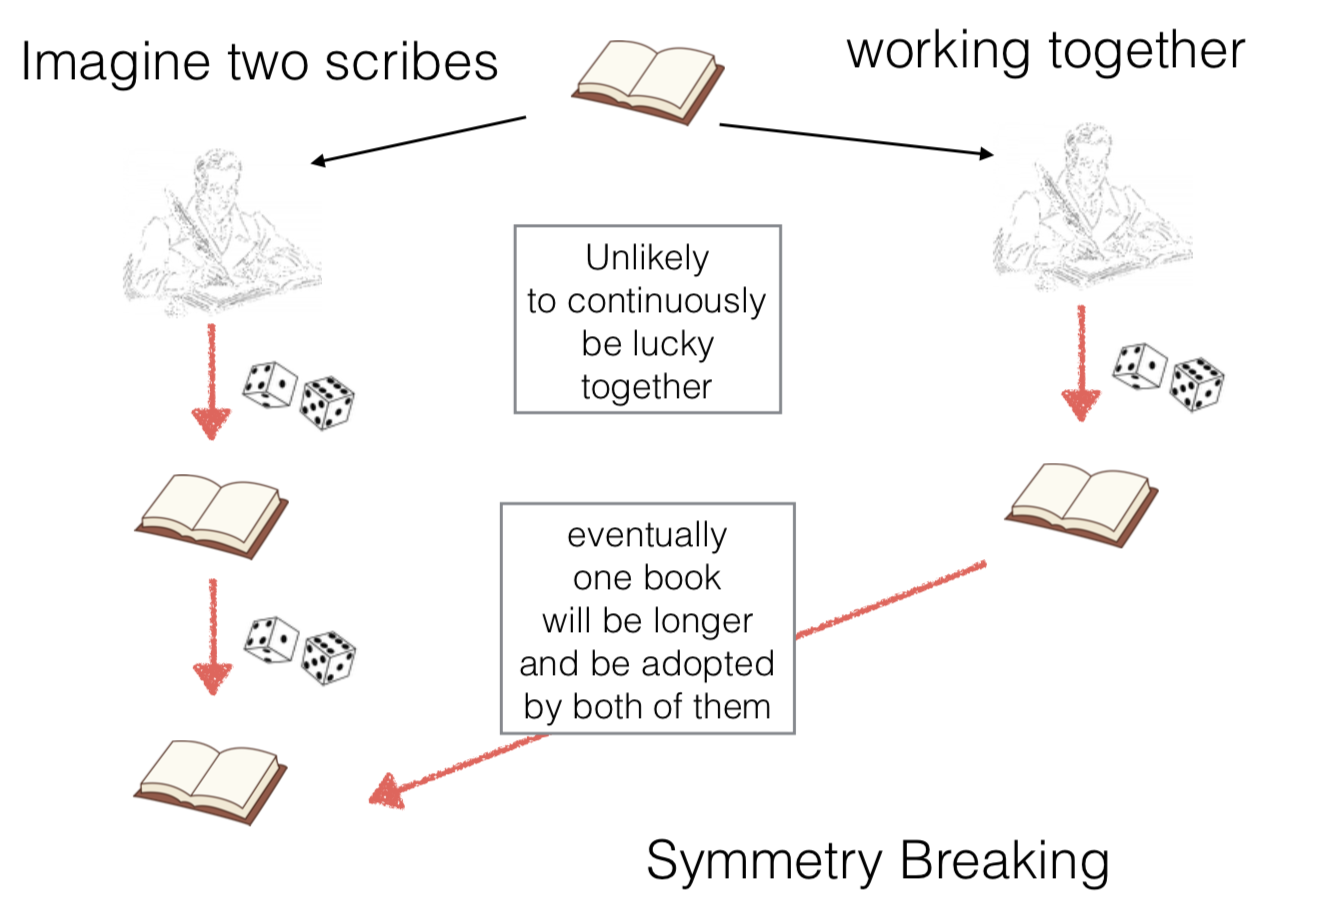 Imagine two scribes
working together
Unlikely
to continuously
be lucky
together
eventually
one book
will be longer
and be adopted
by both of them
Symmetry Breaking